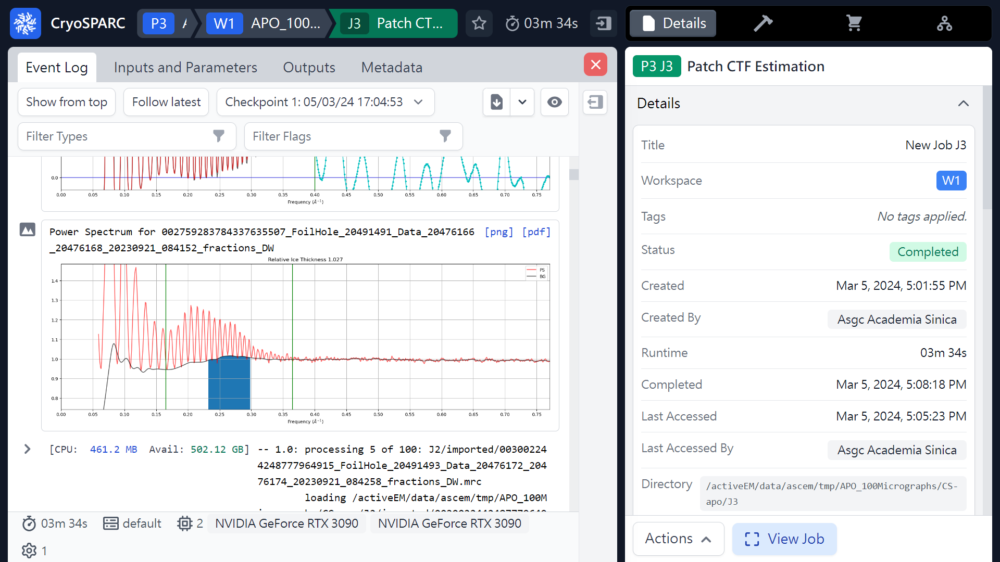 CryoSPARC
P3
W1 APO_100...
J3 Patch CT...
03m 34s
Details
Event Log
Inputs and Parameters
Outputs
Metadata
Show from top
Follow latest
Checkpoint 1: 05/03/24 17:04:53
Filter Types
Filter Flags
0.0
0.00 0.05 0.10 0.15 0.20 0.25 0.30 0.35 0.40 0.45 0.50 0.55 0.60 0.65 0.70 0.75
Frequency (Å⁻¹)
Power Spectrum for 002759283784337635507_FoilHole_20491491_Data_20476166 [png] [pdf]
_20476168_20230921_084152_fractions_DW
Relative Ice Thickness 1.027
PS
BG
1.4
1.3
1.2
1.1
1.0
0.9
0.8
0.00 0.05 0.10 0.15 0.20 0.25 0.30 0.35 0.40 0.45 0.50 0.55 0.60 0.65 0.70 0.75
Frequency (Å⁻¹)
[CPU: 461.2 MB Avail: 502.12 GB] -- 1.0: processing 5 of 100: J2/imported/00300224
4248777964915_FoilHole_20491493_Data_20476172_204
76174_20230921_084258_fractions_DW.mrc
loading /activeEM/data/ascem/tmp/APO_100M
03m 34s
default
2
NVIDIA GeForce RTX 3090
NVIDIA GeForce RTX 3090
1
P3 J3 Patch CTF Estimation
Details
Title New Job J3
Workspace W1
Tags No tags applied.
Status Completed
Created Mar 5, 2024, 5:01:55 PM
Created By Asgc Academia Sinica
Runtime 03m 34s
Completed Mar 5, 2024, 5:08:18 PM
Last Accessed Mar 5, 2024, 5:05:23 PM
Last Accessed By Asgc Academia Sinica
Directory /activeEM/data/ascem/tmp/APO_100Micrographs/CS-
apo/J3
Actions
View Job